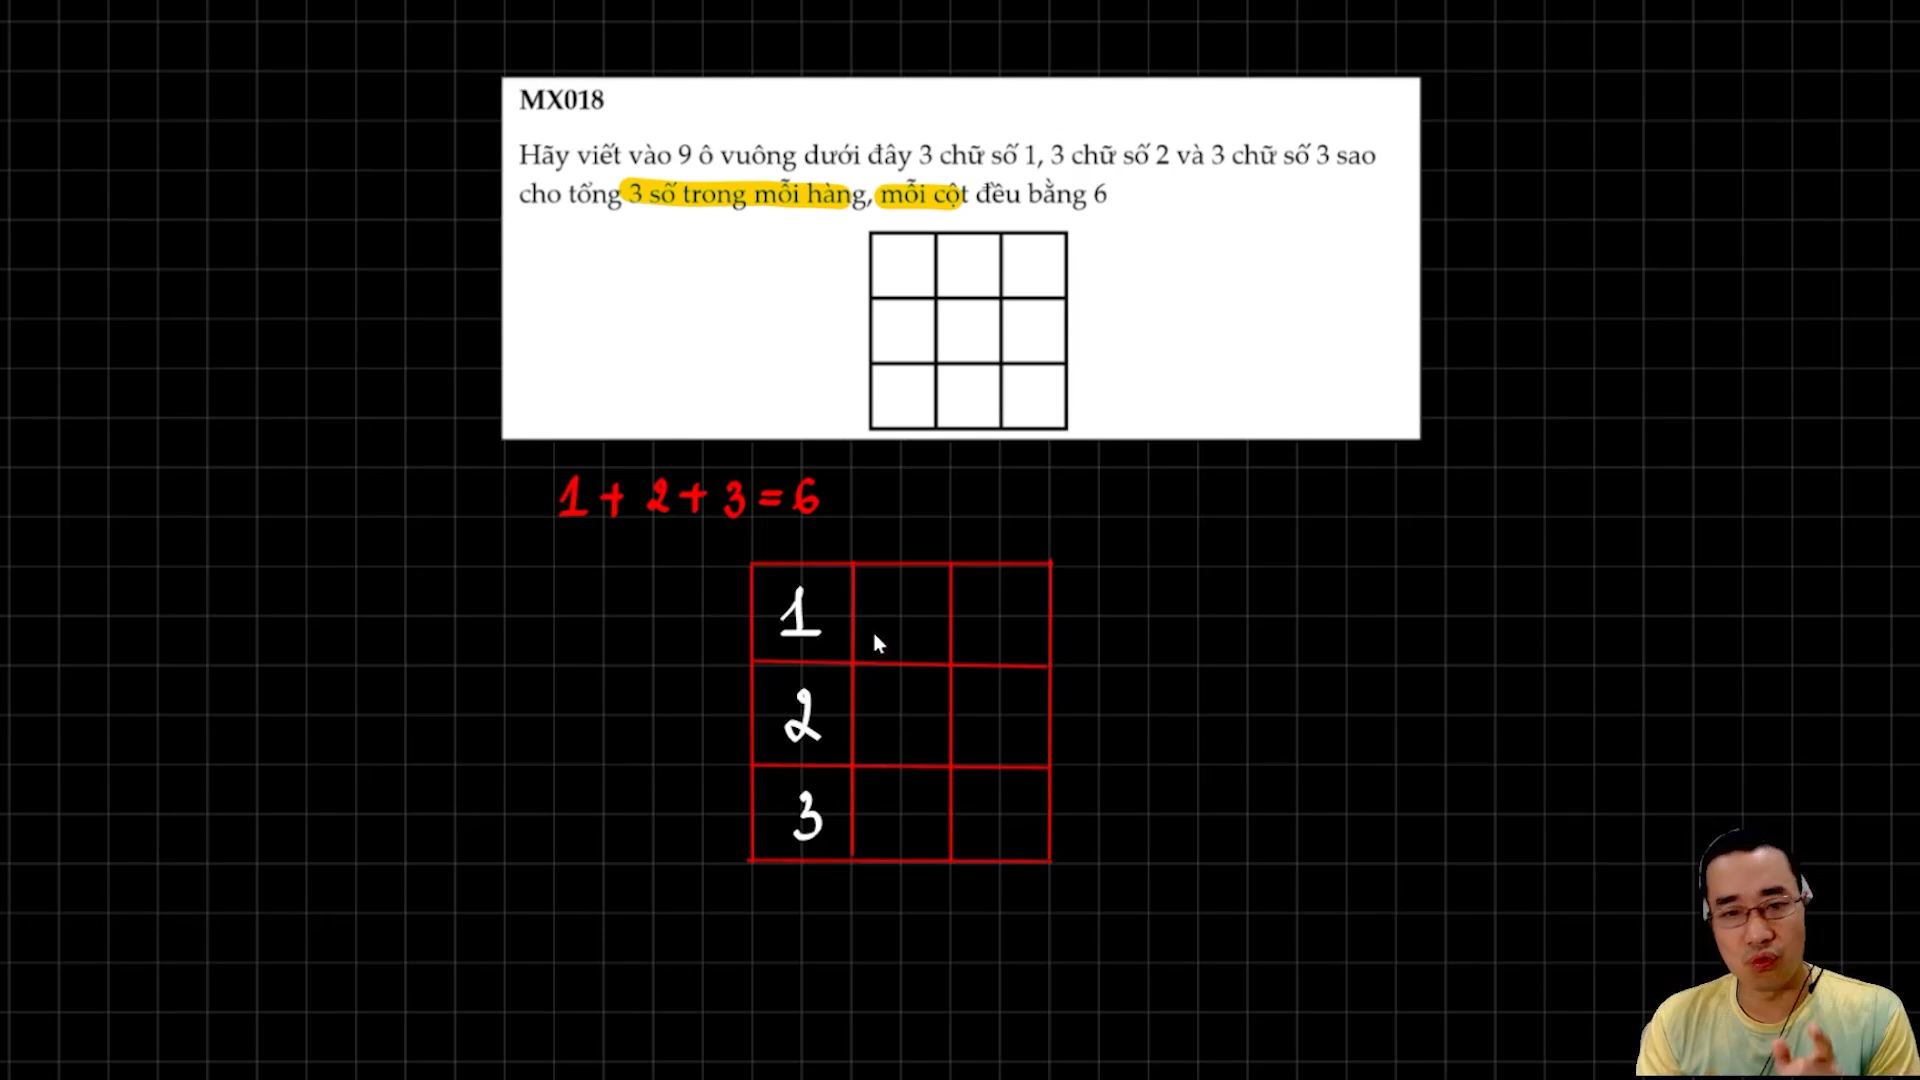 MX018
Hãy viết vào 9 ô vuông dưới đây 3 chữ số 1, 3 chữ số 2 và 3 chữ số 3 sao
cho tổng 3 số trong mỗi hàng, mỗi cột đều bằng 6
1 + 2 + 3 = 6
1
2
3